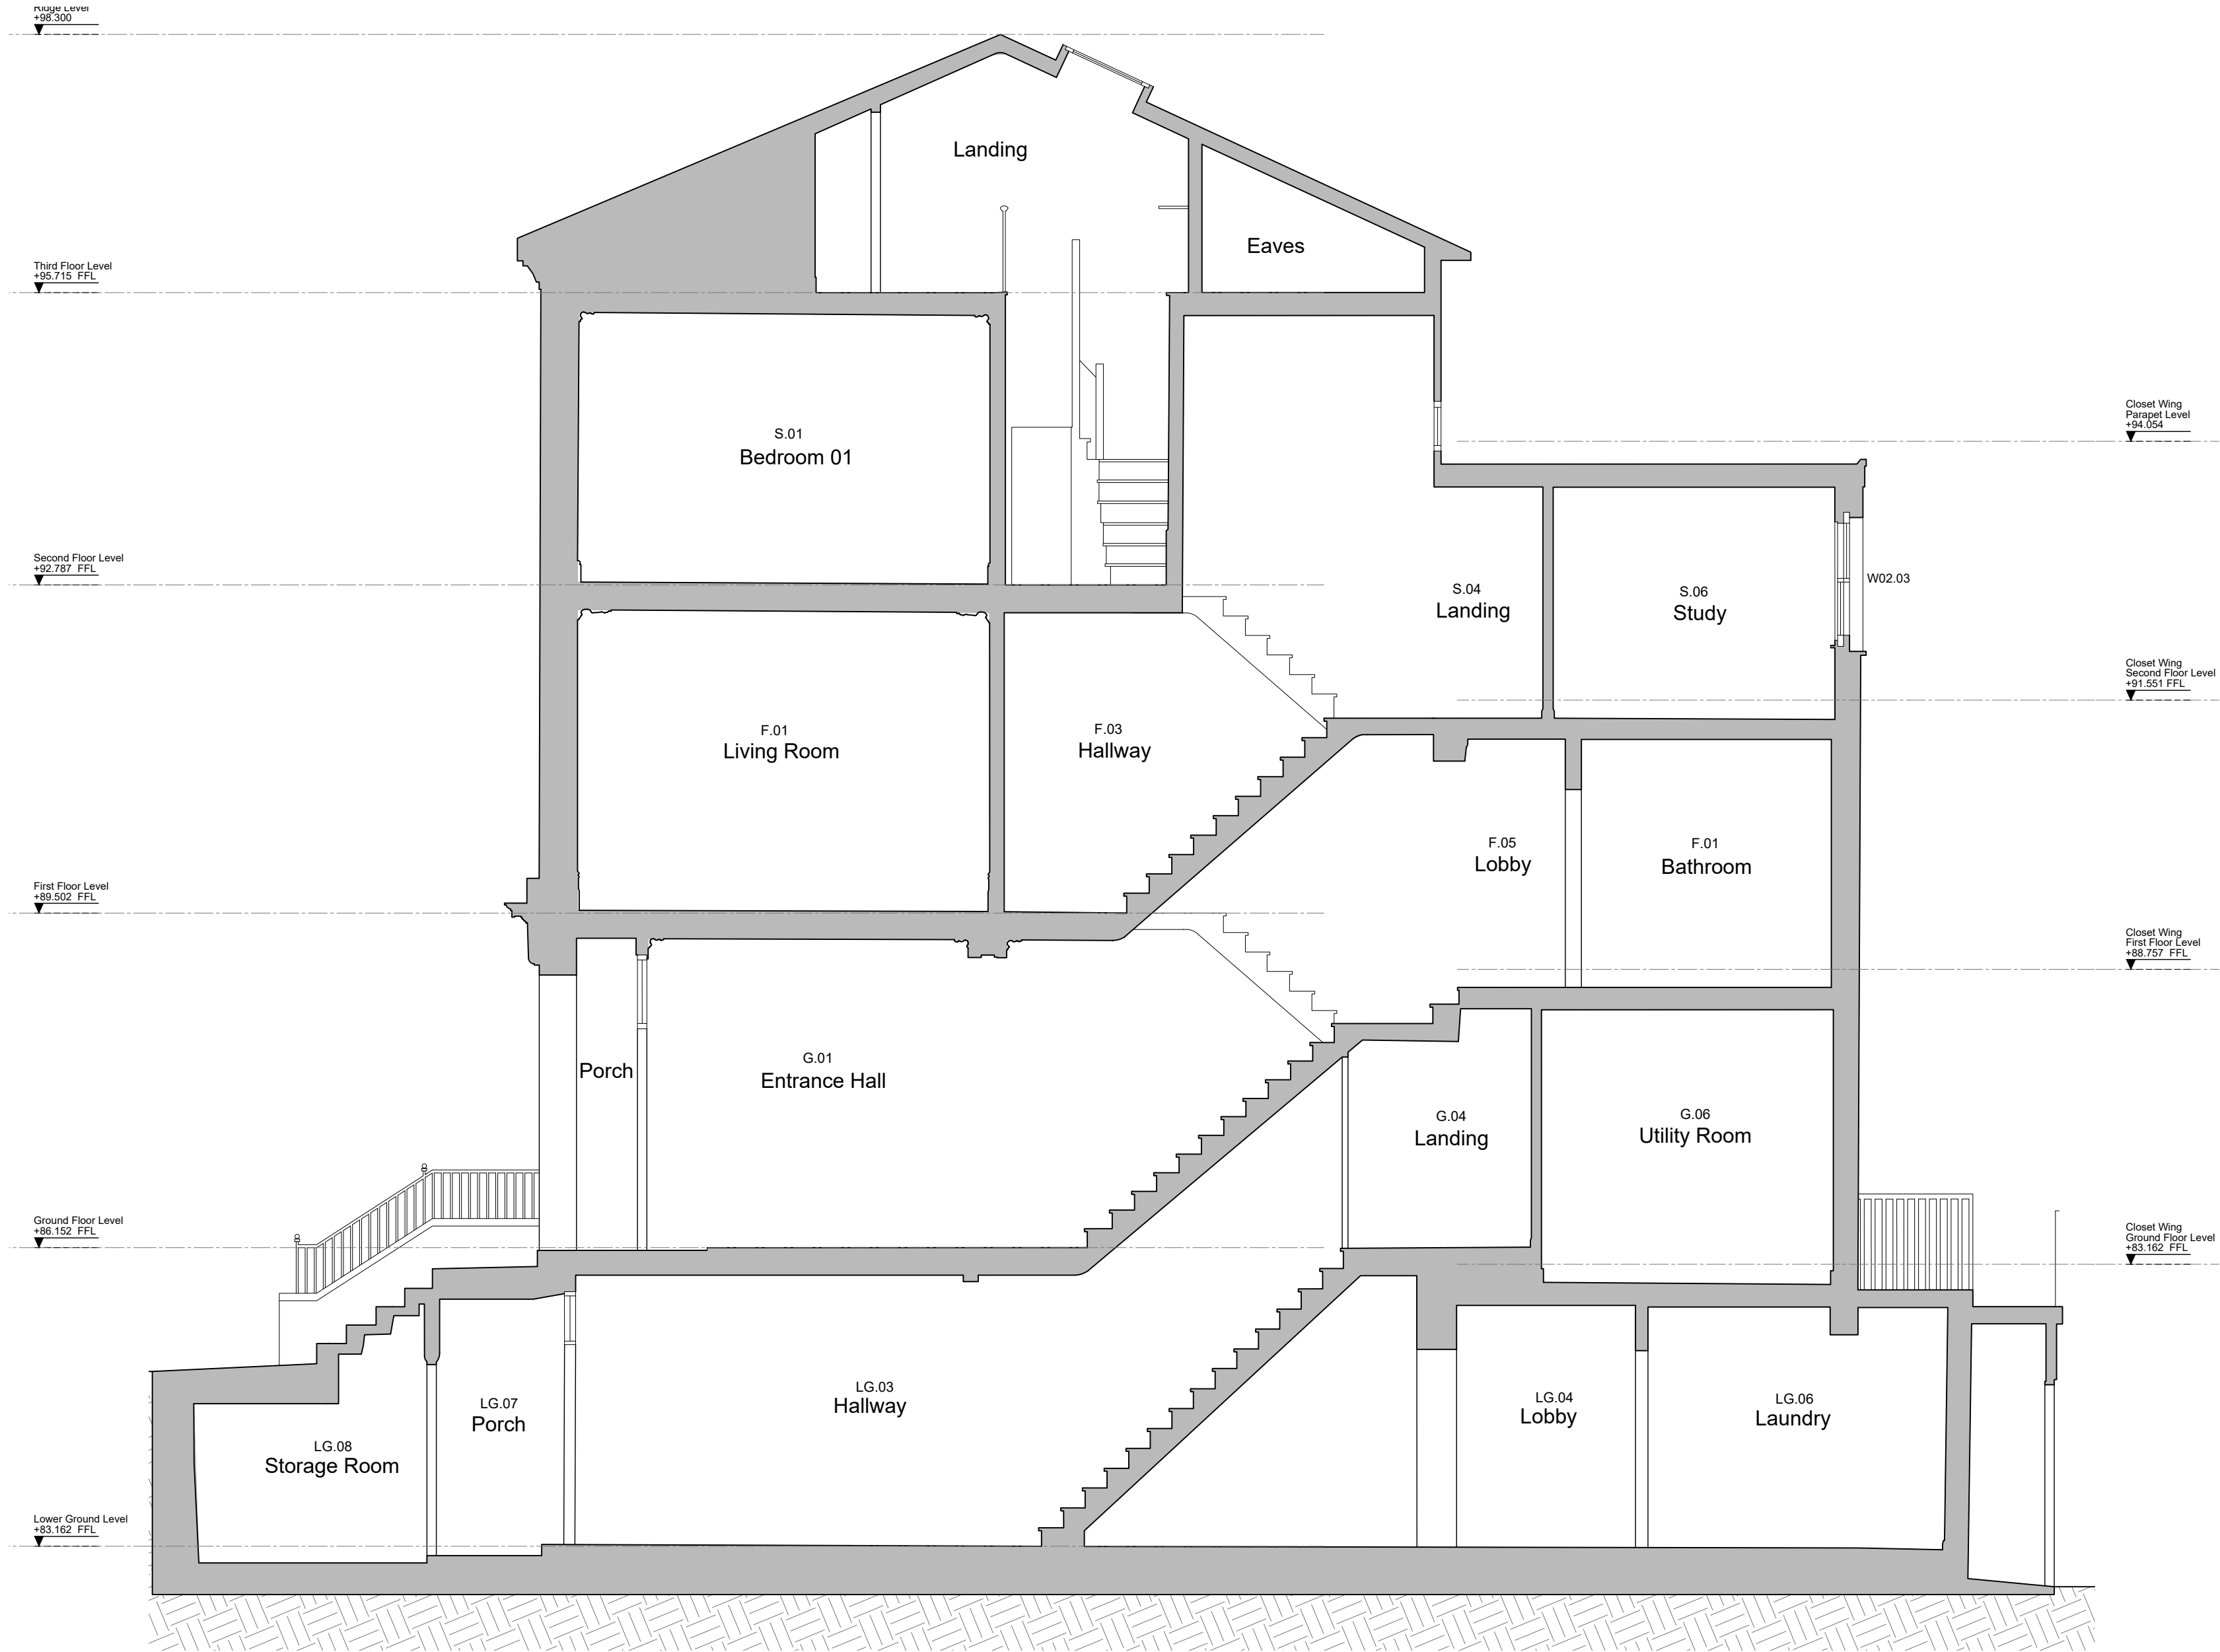 Ridge Level
+98.300
Landing
Eaves
Third Floor Level
+95.715 FFL
Closet Wing
Parapet Level
+94.054
S.01
Bedroom 01
Second Floor Level
+92.787 FFL
W02.03
S.04
Landing
S.06
Study
Closet Wing
Second Floor Level
+91.551 FFL
F.01
Living Room
F.03
Hallway
F.05
Lobby
F.01
Bathroom
First Floor Level
+89.502 FFL
Closet Wing
First Floor Level
+88.757 FFL
Porch
G.01
Entrance Hall
G.04
Landing
G.06
Utility Room
Ground Floor Level
+86.152 FFL
Closet Wing
Ground Floor Level
+83.162 FFL
LG.08
Storage Room
LG.07
Porch
LG.03
Hallway
LG.04
Lobby
LG.06
Laundry
Lower Ground Level
+83.162 FFL